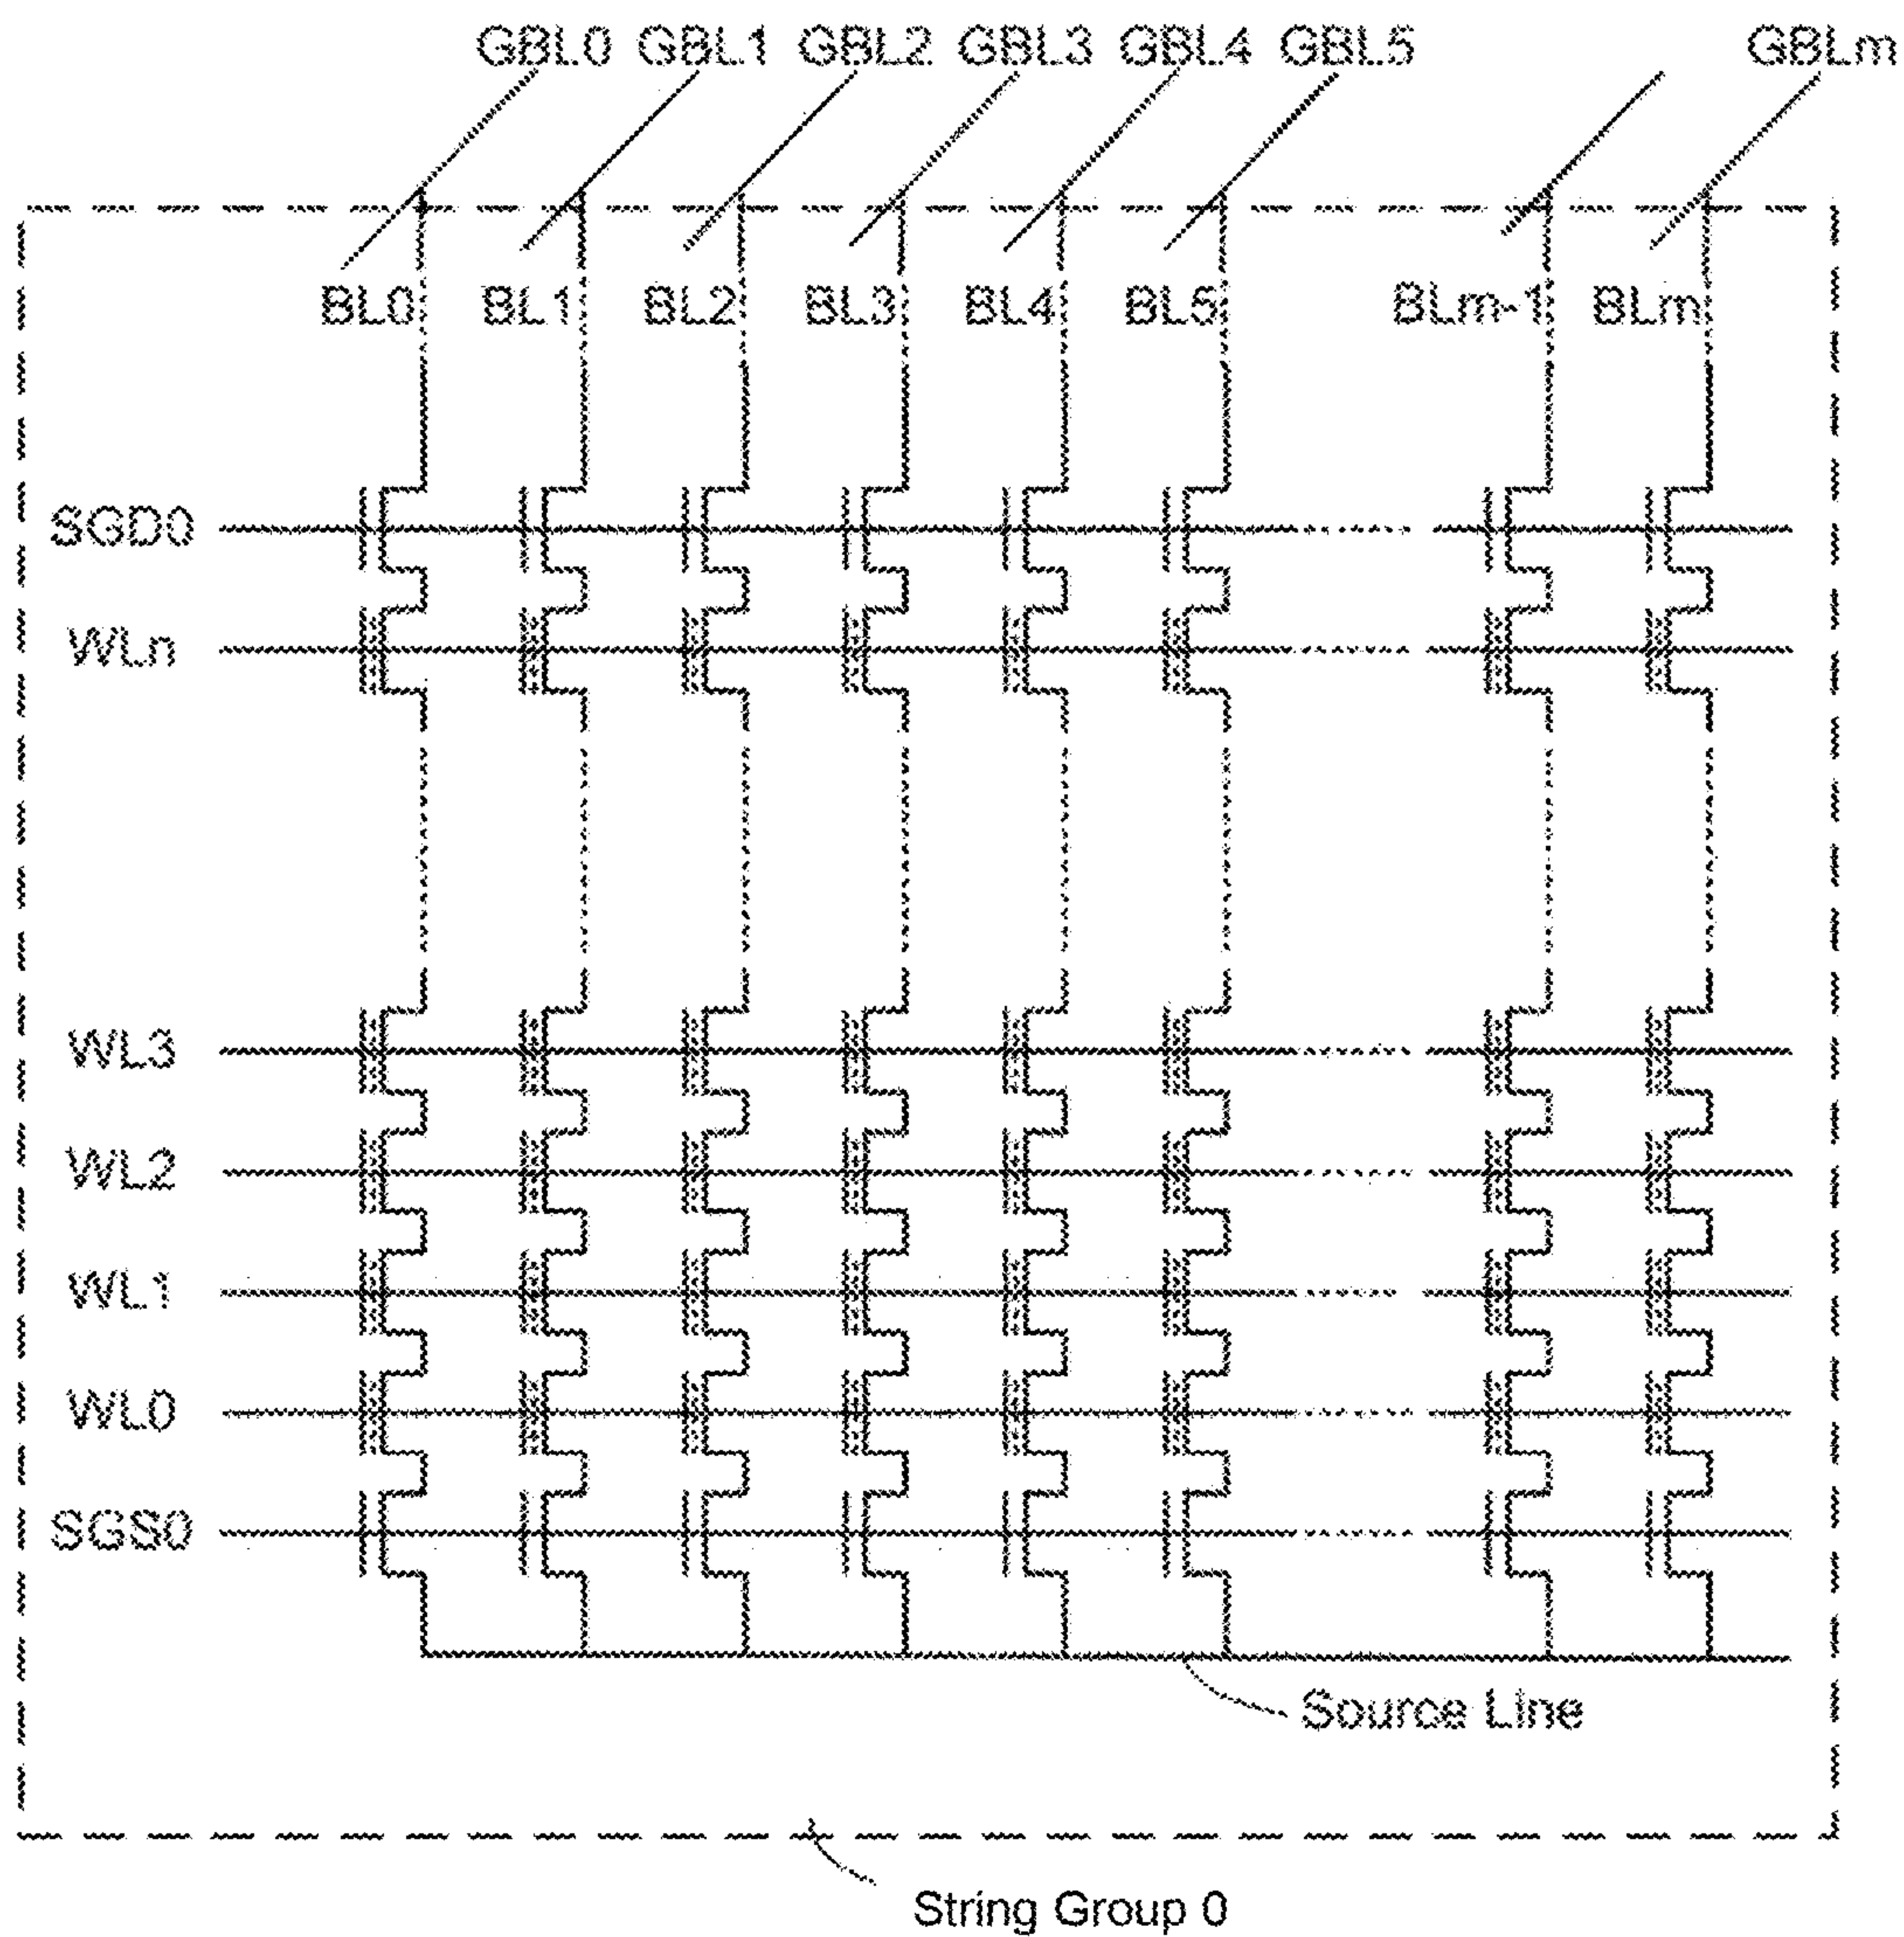 GBL0 GBL1 GBL2 GBL3 GBL4 GBL5 GBLm
BL0 BL1 BL2 BL3 BL4 BL5 BLm-1 BLm
SGD0
WLn
WL3
WL2
WL1
WL0
SGS0
Source Line
String Group 0